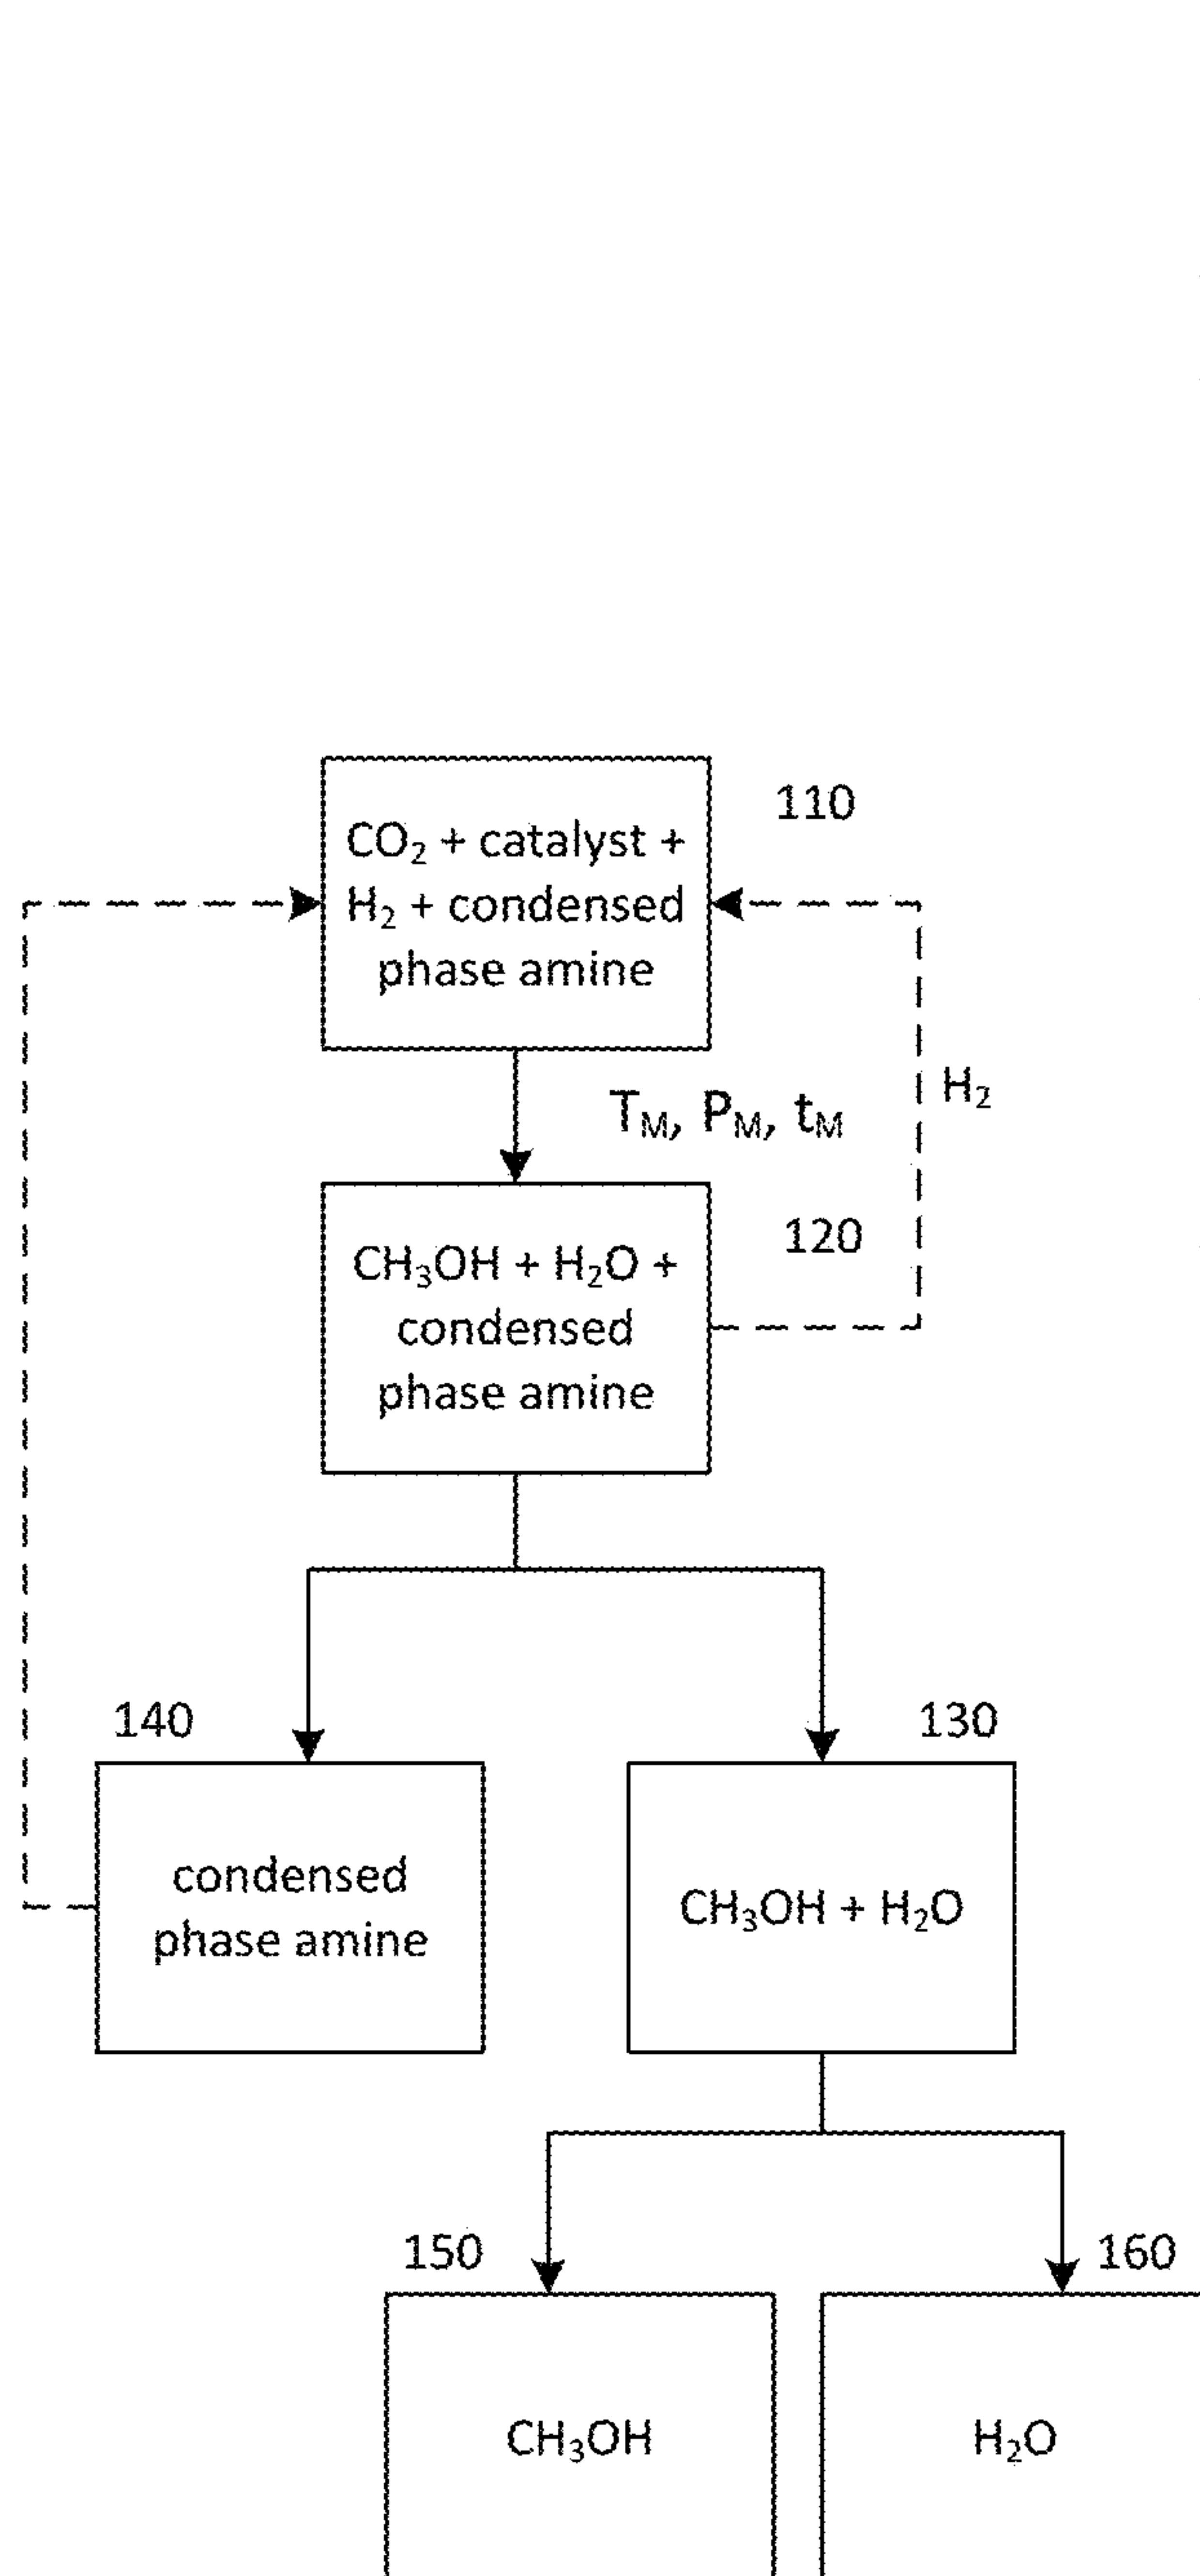 110
CO₂ + catalyst +
H₂ + condensed
phase amine
T_M, P_M, t_M
H₂
120
CH₃OH + H₂O +
condensed
phase amine
140
130
condensed
phase amine
CH₃OH + H₂O
150
160
CH₃OH
H₂O